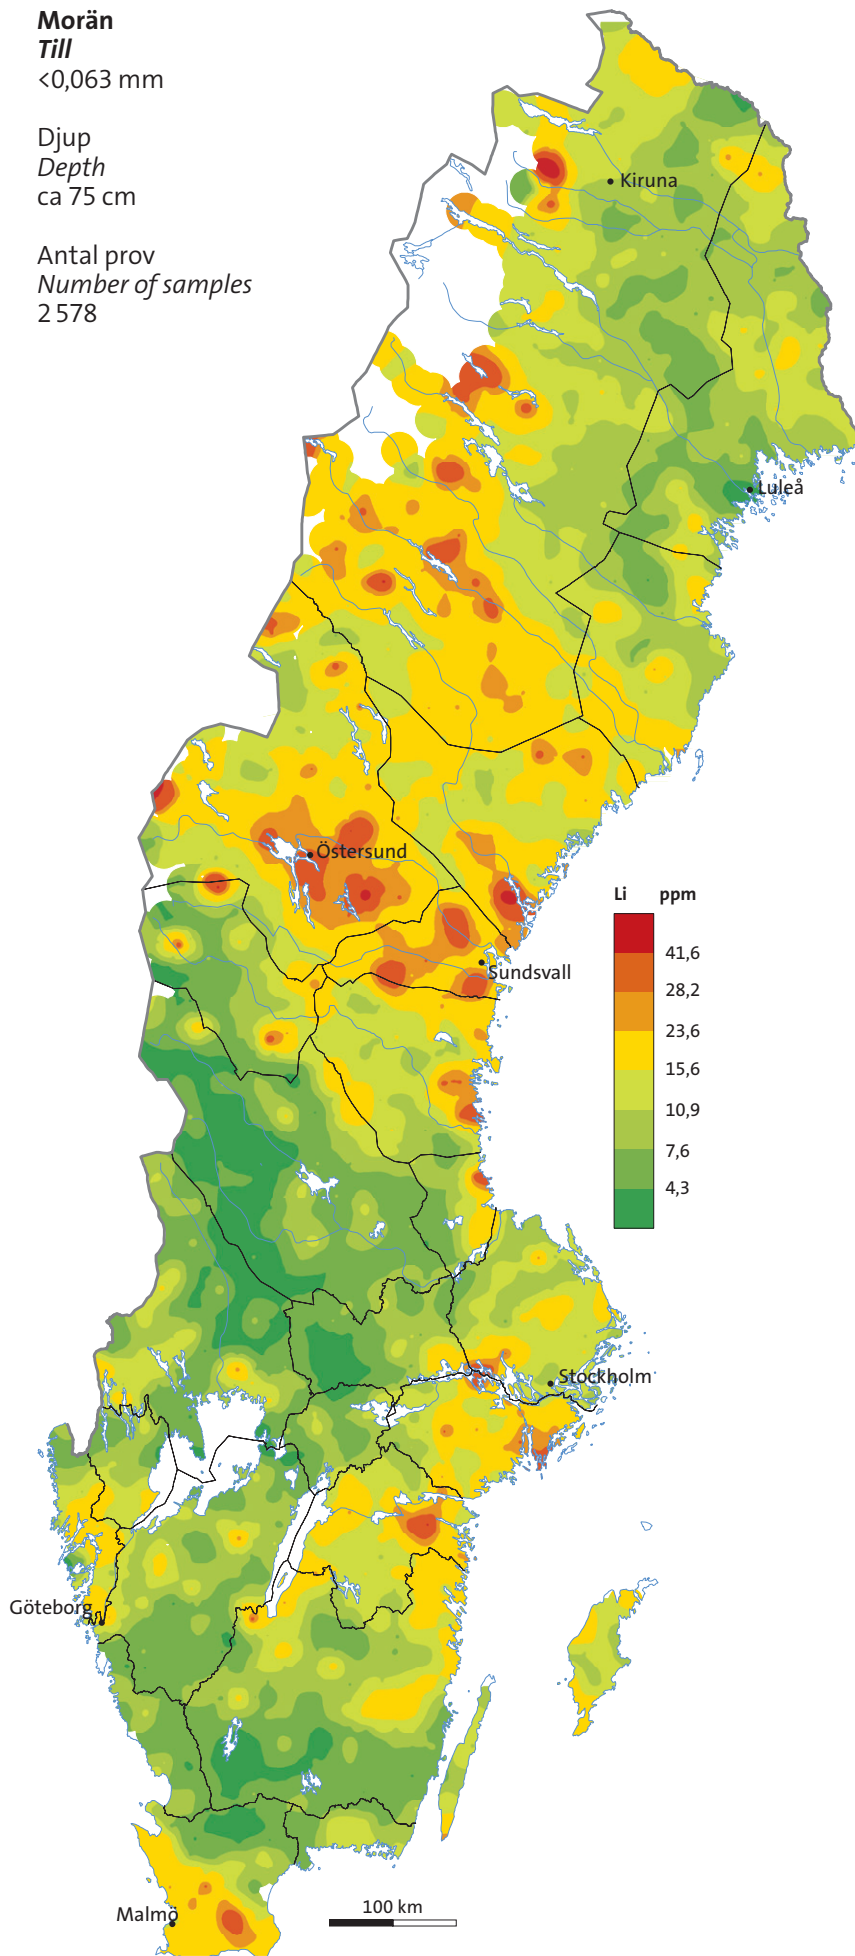 Morän
Till
<0,063 mm
Djup
Depth
ca 75 cm
Antal prov
Number of samples
2 578
Kiruna
Luleå
Östersund
Sundsvall
Li ppm
41,6
28,2
23,6
15,6
10,9
7,6
4,3
Stockholm
Göteborg
Malmö
100 km